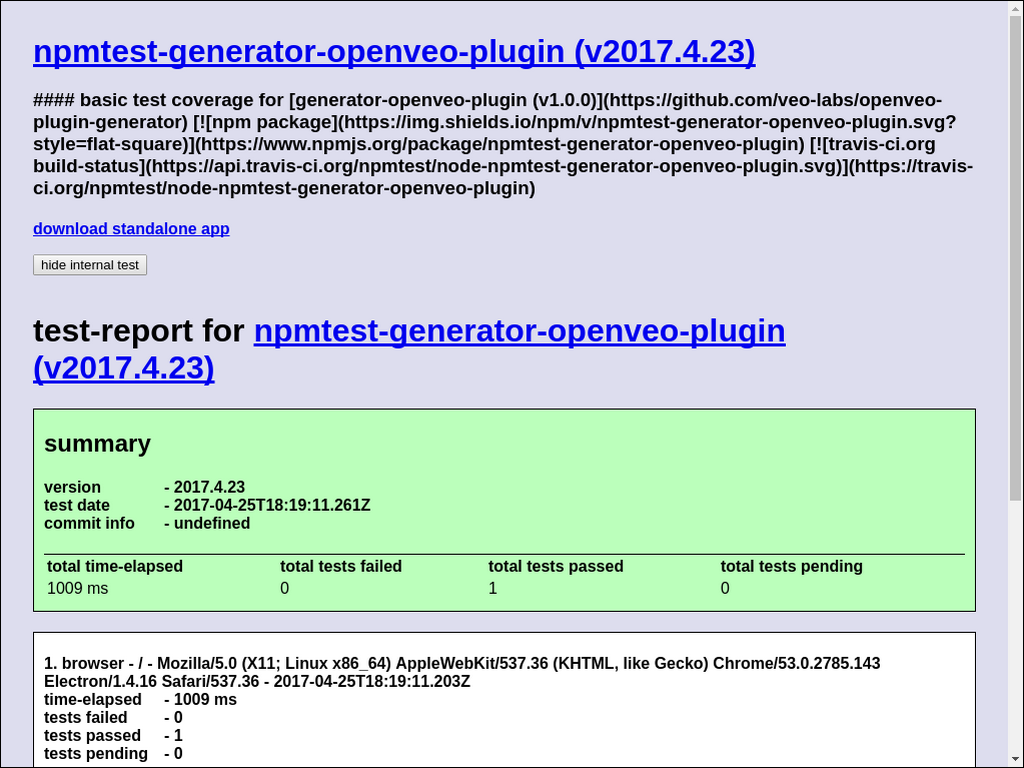 npmtest-generator-openveo-plugin (v2017.4.23)
#### basic test coverage for [generator-openveo-plugin (v1.0.0)](https://github.com/veo-labs/openveo-
plugin-generator) [![npm package](https://img.shields.io/npm/v/npmtest-generator-openveo-plugin.svg?
style=flat-square)](https://www.npmjs.org/package/npmtest-generator-openveo-plugin) [![travis-ci.org
build-status](https://api.travis-ci.org/npmtest/node-npmtest-generator-openveo-plugin.svg)](https://travis-
ci.org/npmtest/node-npmtest-generator-openveo-plugin)
download standalone app
hide internal test
test-report for npmtest-generator-openveo-plugin
(v2017.4.23)
summary
version - 2017.4.23
test date - 2017-04-25T18:19:11.261Z
commit info - undefined
total time-elapsed total tests failed total tests passed total tests pending
1009 ms 0 1 0
1. browser - / - Mozilla/5.0 (X11; Linux x86_64) AppleWebKit/537.36 (KHTML, like Gecko) Chrome/53.0.2785.143
Electron/1.4.16 Safari/537.36 - 2017-04-25T18:19:11.203Z
time-elapsed - 1009 ms
tests failed - 0
tests passed - 1
tests pending - 0